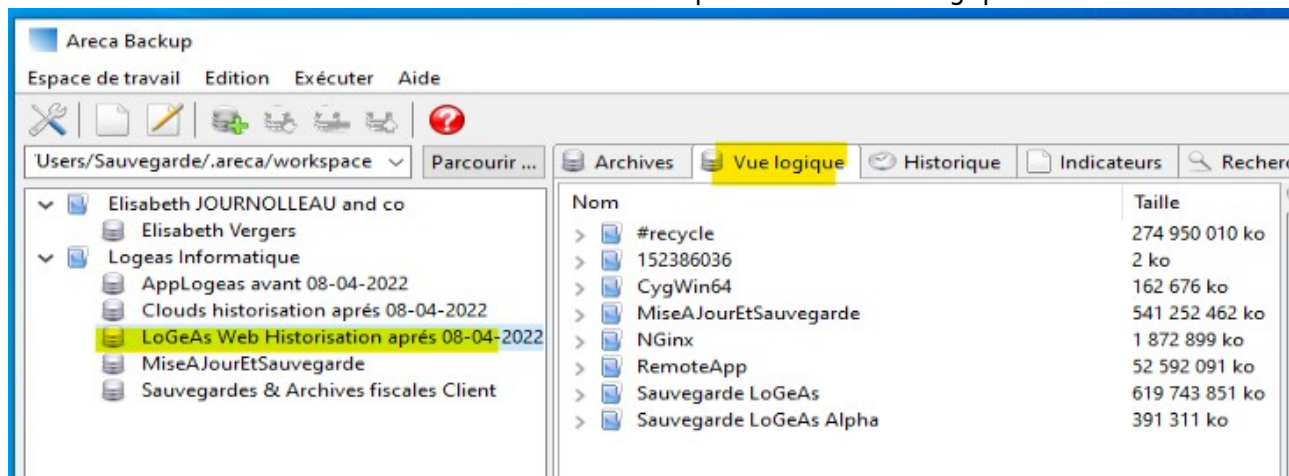 Areca Backup
Espace de travail Edition Exécuter Aide
Users/Sauvegarde/.areca/workspace Parcourir ...
Archives Vue logique Historique Indicateurs
Elisabeth JOURNOLLEAU and co
Elisabeth Vergers
Logeas Informatique
AppLogeas avant 08-04-2022
Clouds historisation aprés 08-04-2022
LoGeAs Web Historisation aprés 08-04-2022
MiseAJourEtSauvegarde
Sauvegardes & Archives fiscales Client
Nom Taille
#recycle 274 950 010 ko
152386036 2 ko
CygWin64 162 676 ko
MiseAJourEtSauvegarde 541 252 462 ko
NGinx 1 872 899 ko
RemoteApp 52 592 091 ko
Sauvegarde LoGeAs 619 743 851 ko
Sauvegarde LoGeAs Alpha 391 311 ko